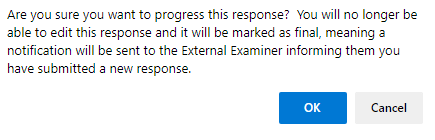 Are you sure you want to progress this response?  You will no longer be
able to edit this response and it will be marked as final, meaning a
notification will be sent to the External Examiner informing them you
have submitted a new response.
OK
Cancel